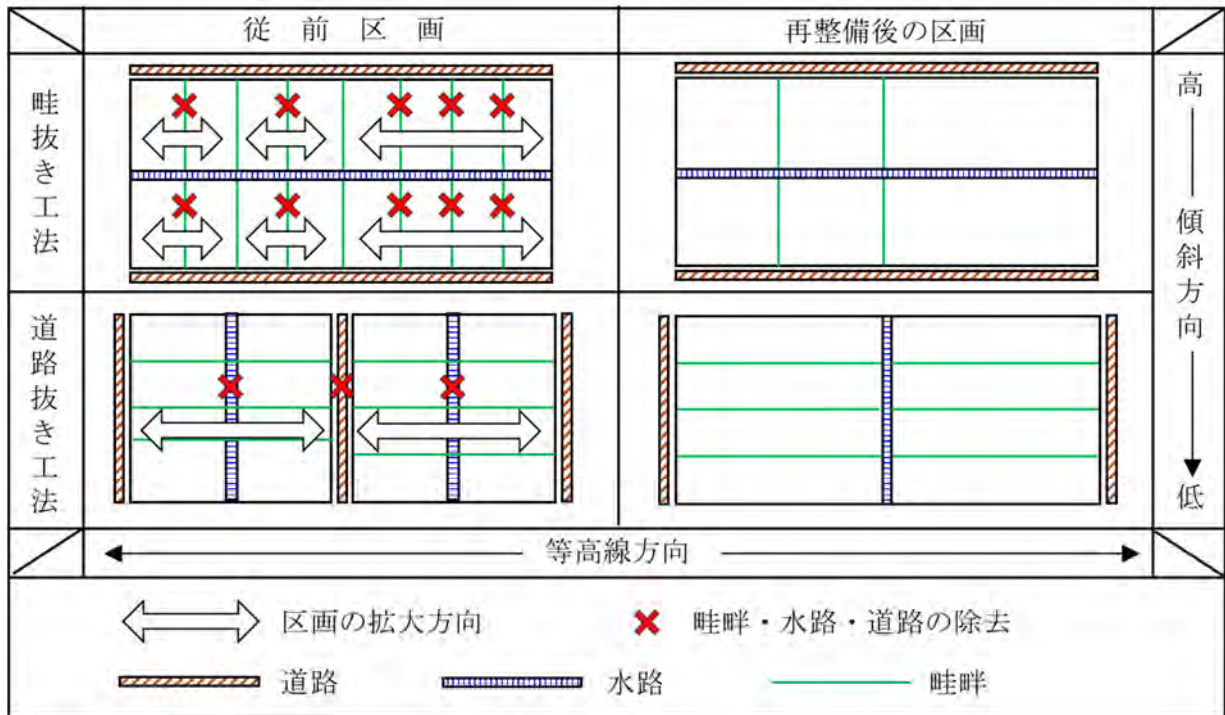 従 前 区 画
再整備後の区画
畦抜き工法
道路抜き工法
高
傾斜方向
低
等高線方向
区画の拡大方向
畦畔・水路・道路の除去
道路
水路
畦畔